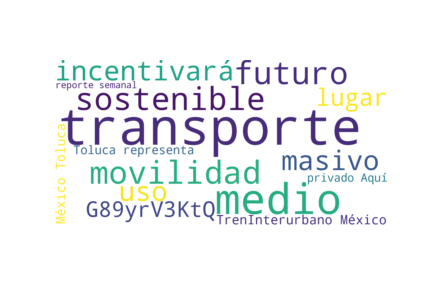 incentivará futuro
reporte semanal
sostenible lugar
transporte
Toluca representa
México Toluca
movilidad masivo
uso medio privado Aquí
G89yrV3KtQ
TrenInterurbano México